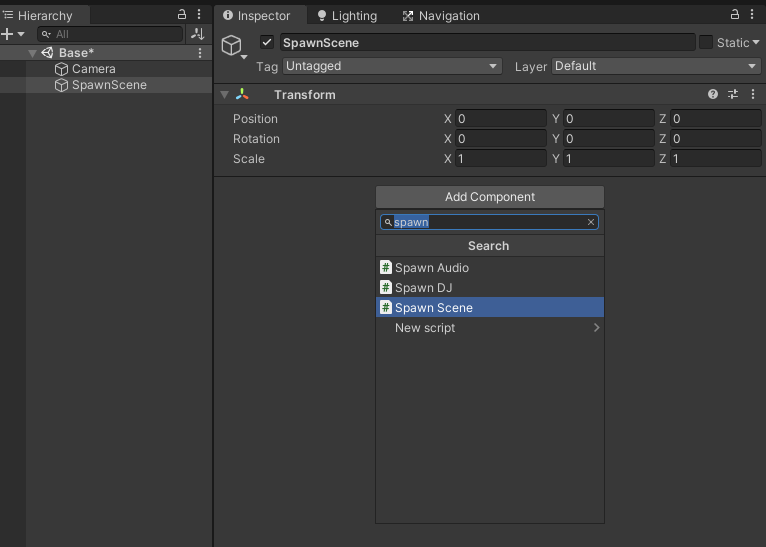 Hierarchy
All
Base*
Camera
SpawnScene
Inspector
Lighting
Navigation
SpawnScene
Static
Tag
Untagged
Layer
Default
Transform
Position X 0 Y 0 Z 0
Rotation X 0 Y 0 Z 0
Scale X 1 Y 1 Z 1
Add Component
spawn
Search
Spawn Audio
Spawn DJ
Spawn Scene
New script